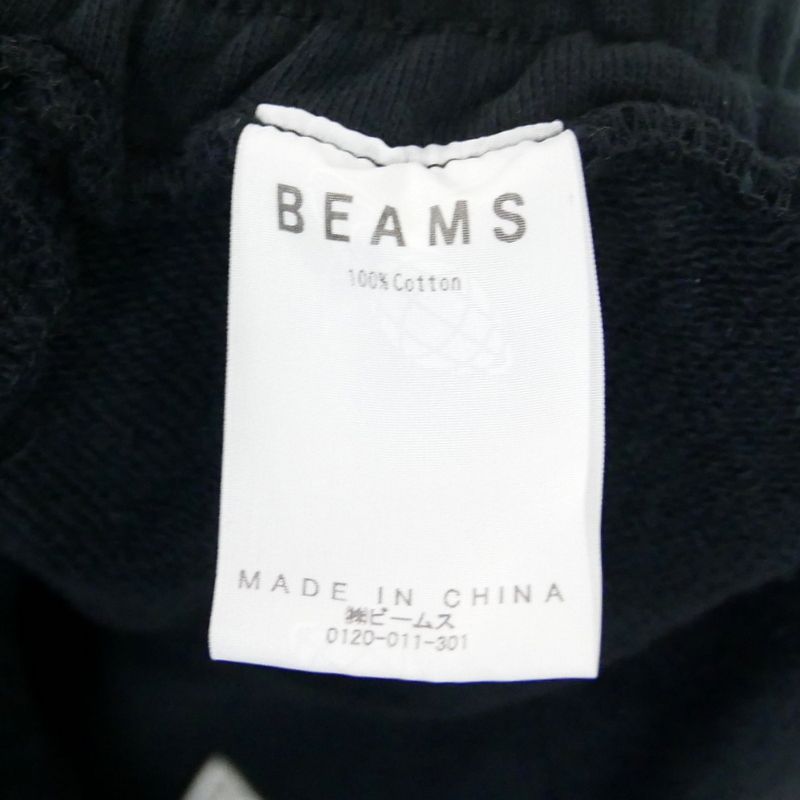 BEAMS
100% Cotton
MADE IN CHINA
㈱ビームス
0120-011-301